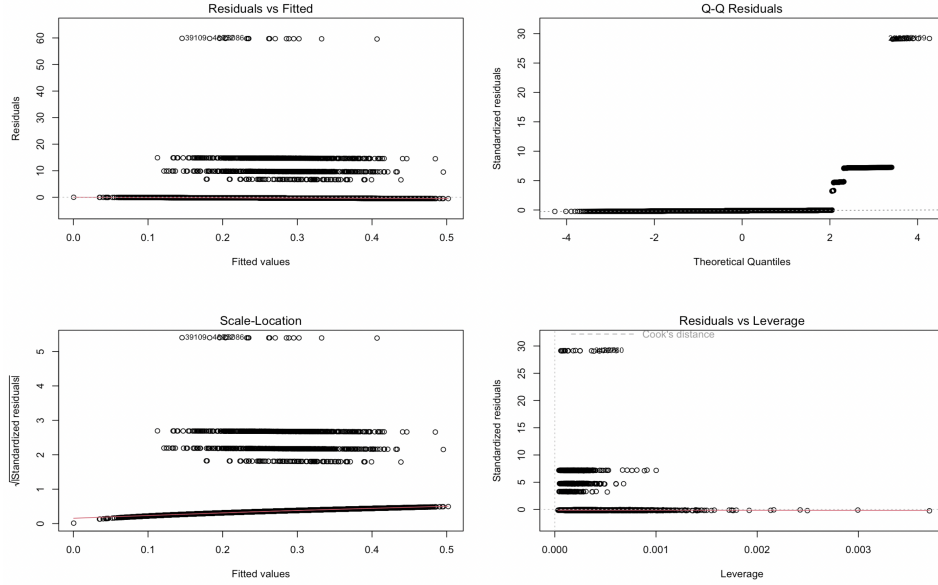 Residuals vs Fitted
Residuals
60
50
40
30
20
10
0
0.0 0.1 0.2 0.3 0.4 0.5
Fitted values
Q-Q Residuals
Standardized residuals
30
25
20
15
10
5
0
-4 -2 0 2 4
Theoretical Quantiles
Scale-Location
√|Standardized residuals|
39109
5
4
3
2
1
0
0.0 0.1 0.2 0.3 0.4 0.5
Fitted values
Residuals vs Leverage
Cook's distance
Standardized residuals
30
25
20
15
10
5
0
0.000 0.001 0.002 0.003
Leverage